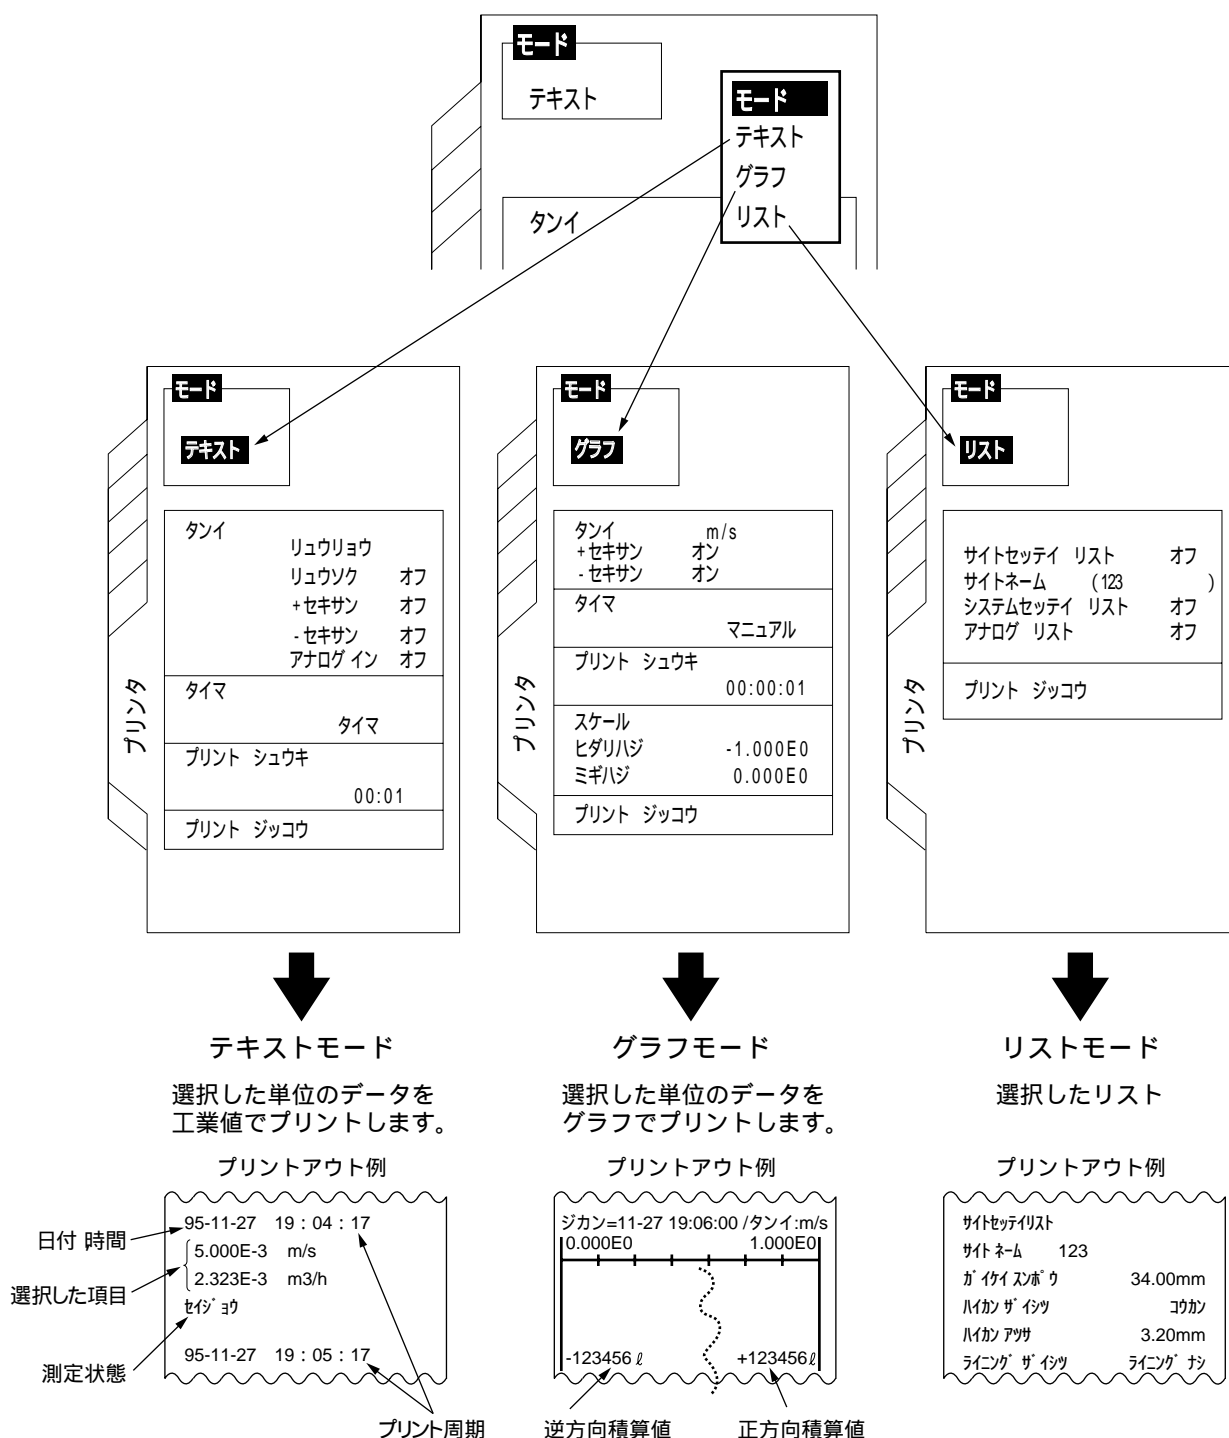 モード
テキスト
モード
テキスト
グラフ
リスト
タンイ
モード
テキスト
タンイ
リュウリョウ
リュウソク オフ
+セキサン オフ
-セキサン オフ
アナログ イン オフ
タイマ
タイマ
プリント シュウキ
00:01
プリント ジッコウ
プリンタ
モード
グラフ
タンイ m/s
+セキサン オン
-セキサン オン
タイマ
マニュアル
プリント シュウキ
00:00:01
スケール
ヒダリハジ -1.000E0
ミギハジ 0.000E0
プリント ジッコウ
プリンタ
モード
リスト
サイトセッテイ リスト オフ
サイトネーム (123 )
システムセッテイ リスト オフ
アナログ リスト オフ
プリント ジッコウ
プリンタ
テキストモード
選択した単位のデータを
工業値でプリントします。
プリントアウト例
95-11-27 19:04:17
5.000E-3 m/s
2.323E-3 m3/h
ｾｲｼﾞｮｳ
95-11-27 19:05:17
日付 時間
選択した項目
測定状態
プリント周期
グラフモード
選択した単位のデータを
グラフでプリントします。
プリントアウト例
ジカン=11-27 19:06:00 /タンイ:m/s
0.000E0 1.000E0
-123456ℓ +123456ℓ
逆方向積算値 正方向積算値
リストモード
選択したリスト
プリントアウト例
ｻｲﾄｾｯﾃｲﾘｽﾄ
ｻｲﾄ ﾈｰﾑ 123
ｶﾞｲｹｲ ｽﾝﾎﾟｳ 34.00mm
ﾊｲｶﾝ ｻﾞｲｼﾂ ｺｳｶﾝ
ﾊｲｶﾝ ｱﾂｻ 3.20mm
ﾗｲﾆﾝｸﾞ ｻﾞｲｼﾂ ﾗｲﾆﾝｸﾞ ﾅｼ